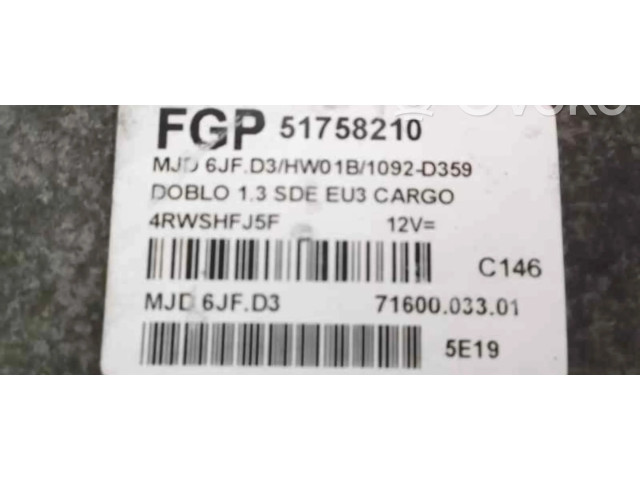 FGP 51758210
MJD 6JF.D3/HW01B/1092-D359
DOBLO 1.3 SDE EU3 CARGO
4RWSHFJ5F 12V=
C146
MJD 6JF.D3 71600.033.01
5E19